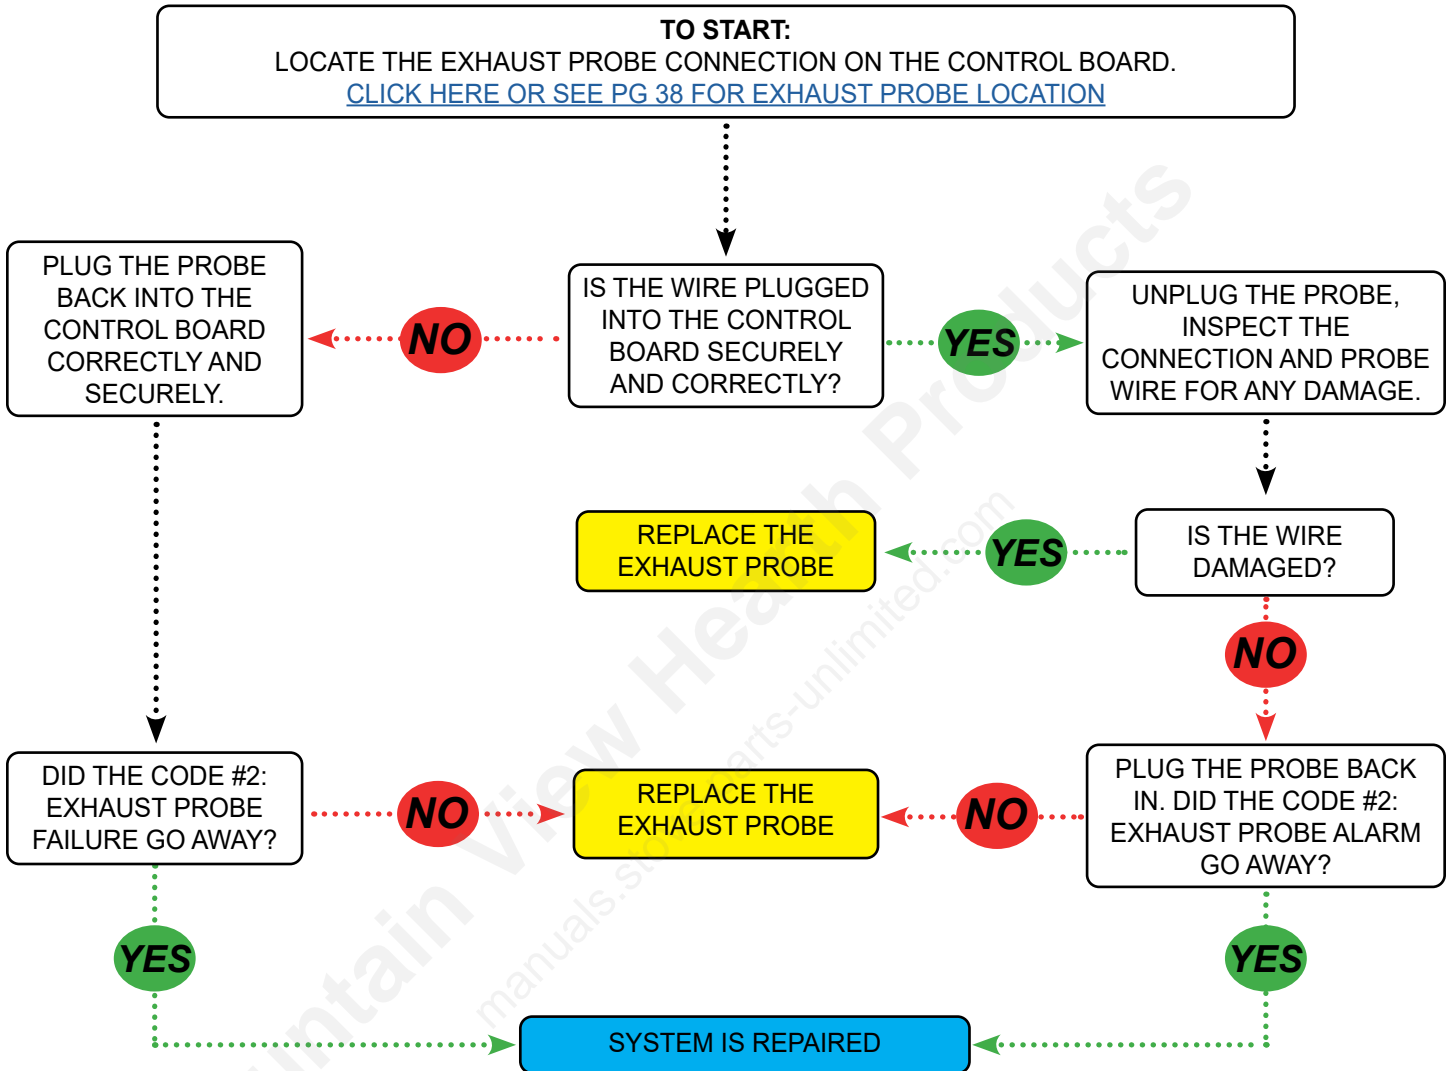 TO START:
LOCATE THE EXHAUST PROBE CONNECTION ON THE CONTROL BOARD.
CLICK HERE OR SEE PG 38 FOR EXHAUST PROBE LOCATION
PLUG THE PROBE
BACK INTO THE
CONTROL BOARD
CORRECTLY AND
SECURELY.
NO
IS THE WIRE PLUGGED
INTO THE CONTROL
BOARD SECURELY
AND CORRECTLY?
YES
UNPLUG THE PROBE,
INSPECT THE
CONNECTION AND PROBE
WIRE FOR ANY DAMAGE.
REPLACE THE
EXHAUST PROBE
YES
IS THE WIRE
DAMAGED?
NO
DID THE CODE #2:
EXHAUST PROBE
FAILURE GO AWAY?
NO
REPLACE THE
EXHAUST PROBE
NO
PLUG THE PROBE BACK
IN. DID THE CODE #2:
EXHAUST PROBE ALARM
GO AWAY?
YES
YES
SYSTEM IS REPAIRED
View Hearth Products